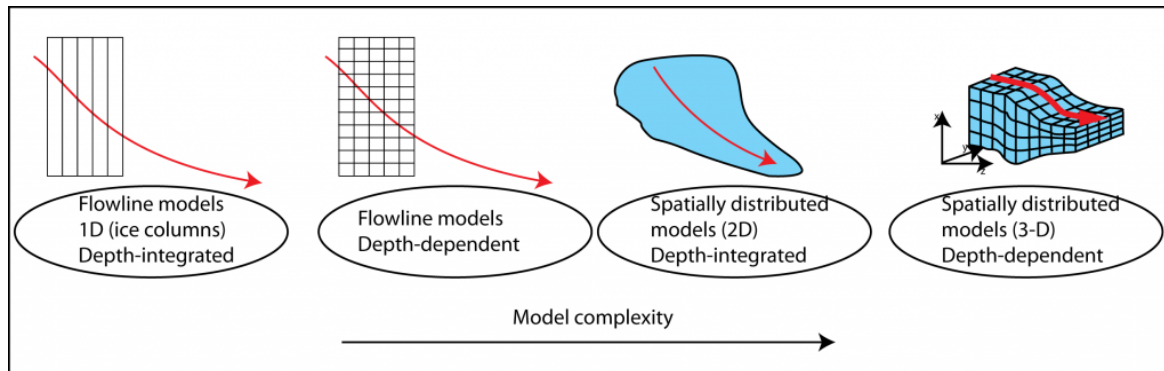 Flowline models
1D (ice columns)
Depth-integrated
Flowline models
Depth-dependent
Spatially distributed
models (2D)
Depth-integrated
x
y
z
Spatially distributed
models (3-D)
Depth-dependent
Model complexity